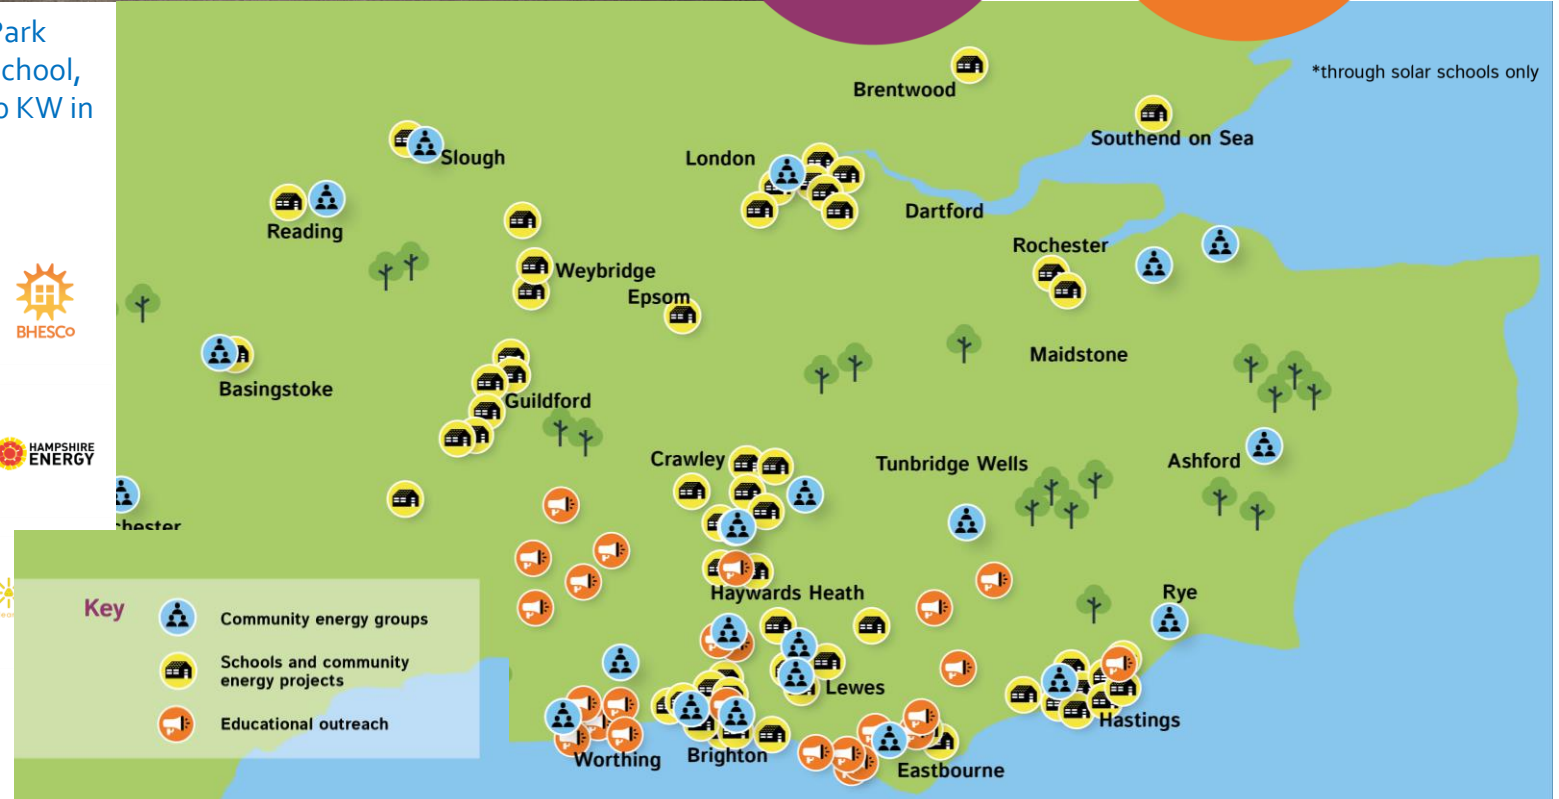 Park
School,
KW in
BHESCo
HAMPSHIRE
ENERGY
*through solar schools only
Brentwood
Southend on Sea
Slough
London
Reading
Dartford
Rochester
Weybridge
Epsom
Maidstone
Basingstoke
Guildford
Crawley
Tunbridge Wells
Ashford
chester
Haywards Heath
Rye
Lewes
Hastings
Worthing
Brighton
Eastbourne
Key
Community energy groups
Schools and community
energy projects
Educational outreach